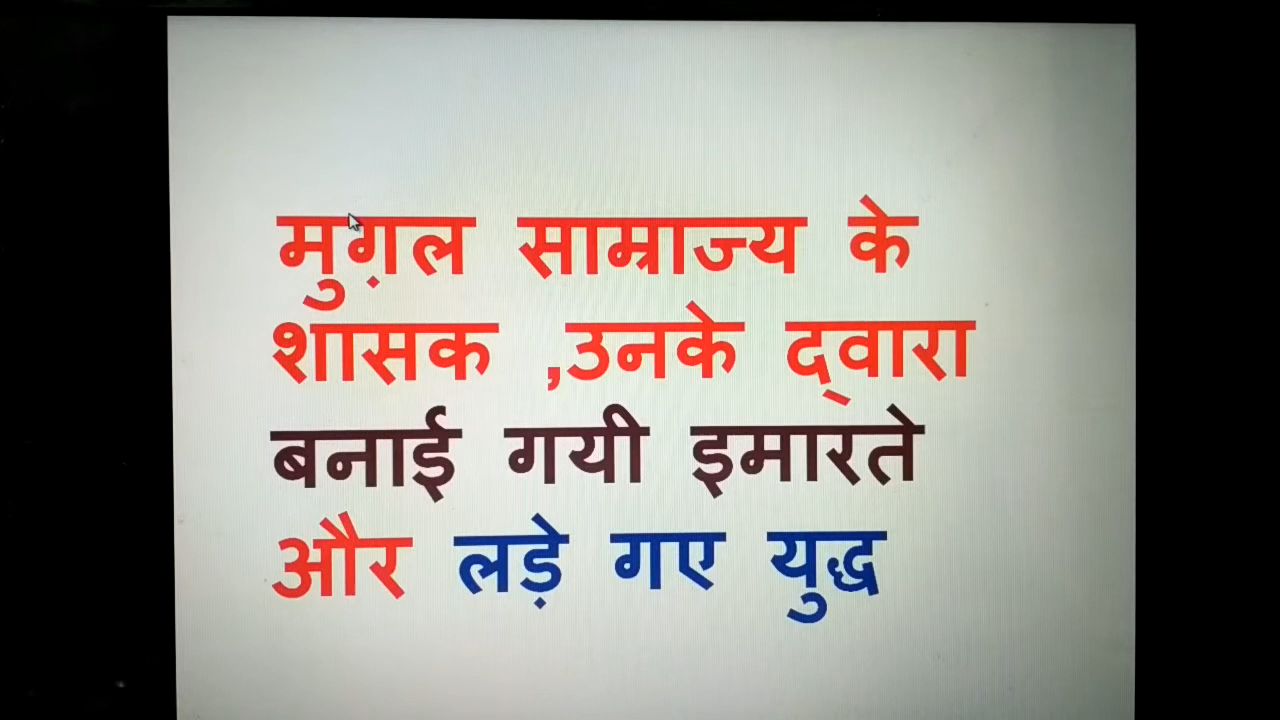 मुग़ल साम्राज्य के
शासक ,उनके द्वारा
बनाई गयी इमारते
और लड़े गए युद्ध